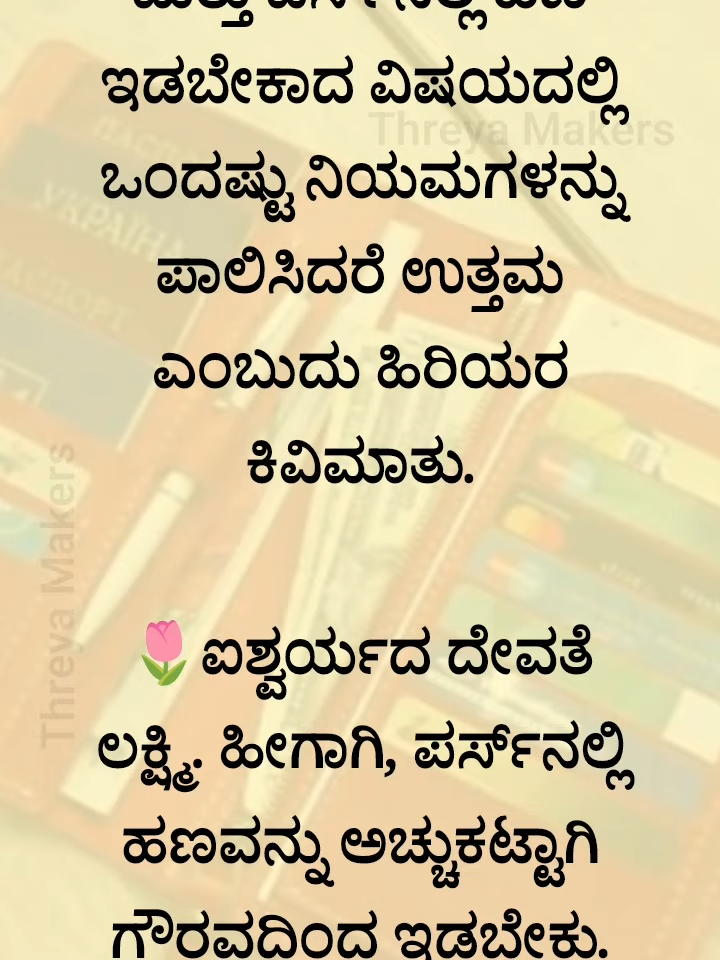 ಇಡಬೇಕಾದ ವಿಷಯದಲ್ಲಿ
Threya Makers
ಒಂದಷ್ಟು ನಿಯಮಗಳನ್ನು
ಪಾಲಿಸಿದರೆ ಉತ್ತಮ
ಎಂಬುದು ಹಿರಿಯರ
ಕಿವಿಮಾತು.
Threya Makers
🌷ಐಶ್ವರ್ಯದ ದೇವತೆ
ಲಕ್ಷ್ಮಿ. ಹೀಗಾಗಿ, ಪರ್ಸ್‌ನಲ್ಲಿ
ಹಣವನ್ನು ಅಚ್ಚುಕಟ್ಟಾಗಿ
ಗೌರವದಿಂದ ಇಡಬೇಕು.